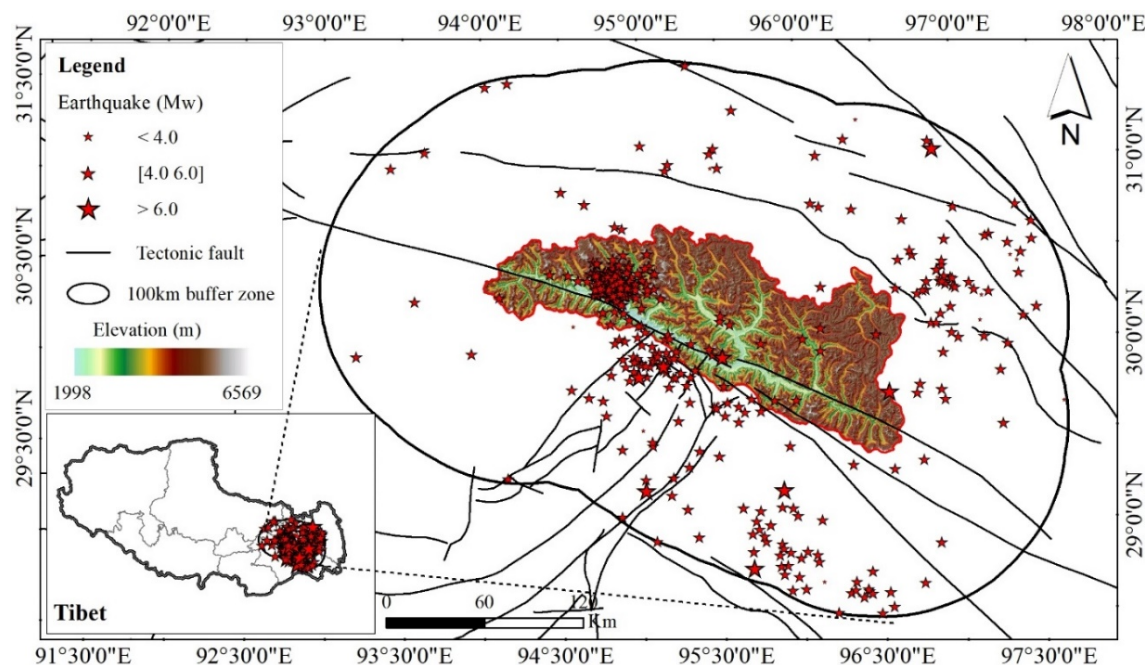 92°0'0"E 93°0'0"E 94°0'0"E 95°0'0"E 96°0'0"E 97°0'0"E 98°0'0"E
Legend
Earthquake (Mw)
< 4.0
[4.0 6.0]
> 6.0
Tectonic fault
100km buffer zone
Elevation (m)
1998 6569
N
31°30'0"N
30°30'0"N
29°30'0"N
31°0'0"N
30°0'0"N
29°0'0"N
Tibet
0 60 120
Km
91°30'0"E 92°30'0"E 93°30'0"E 94°30'0"E 95°30'0"E 96°30'0"E 97°30'0"E